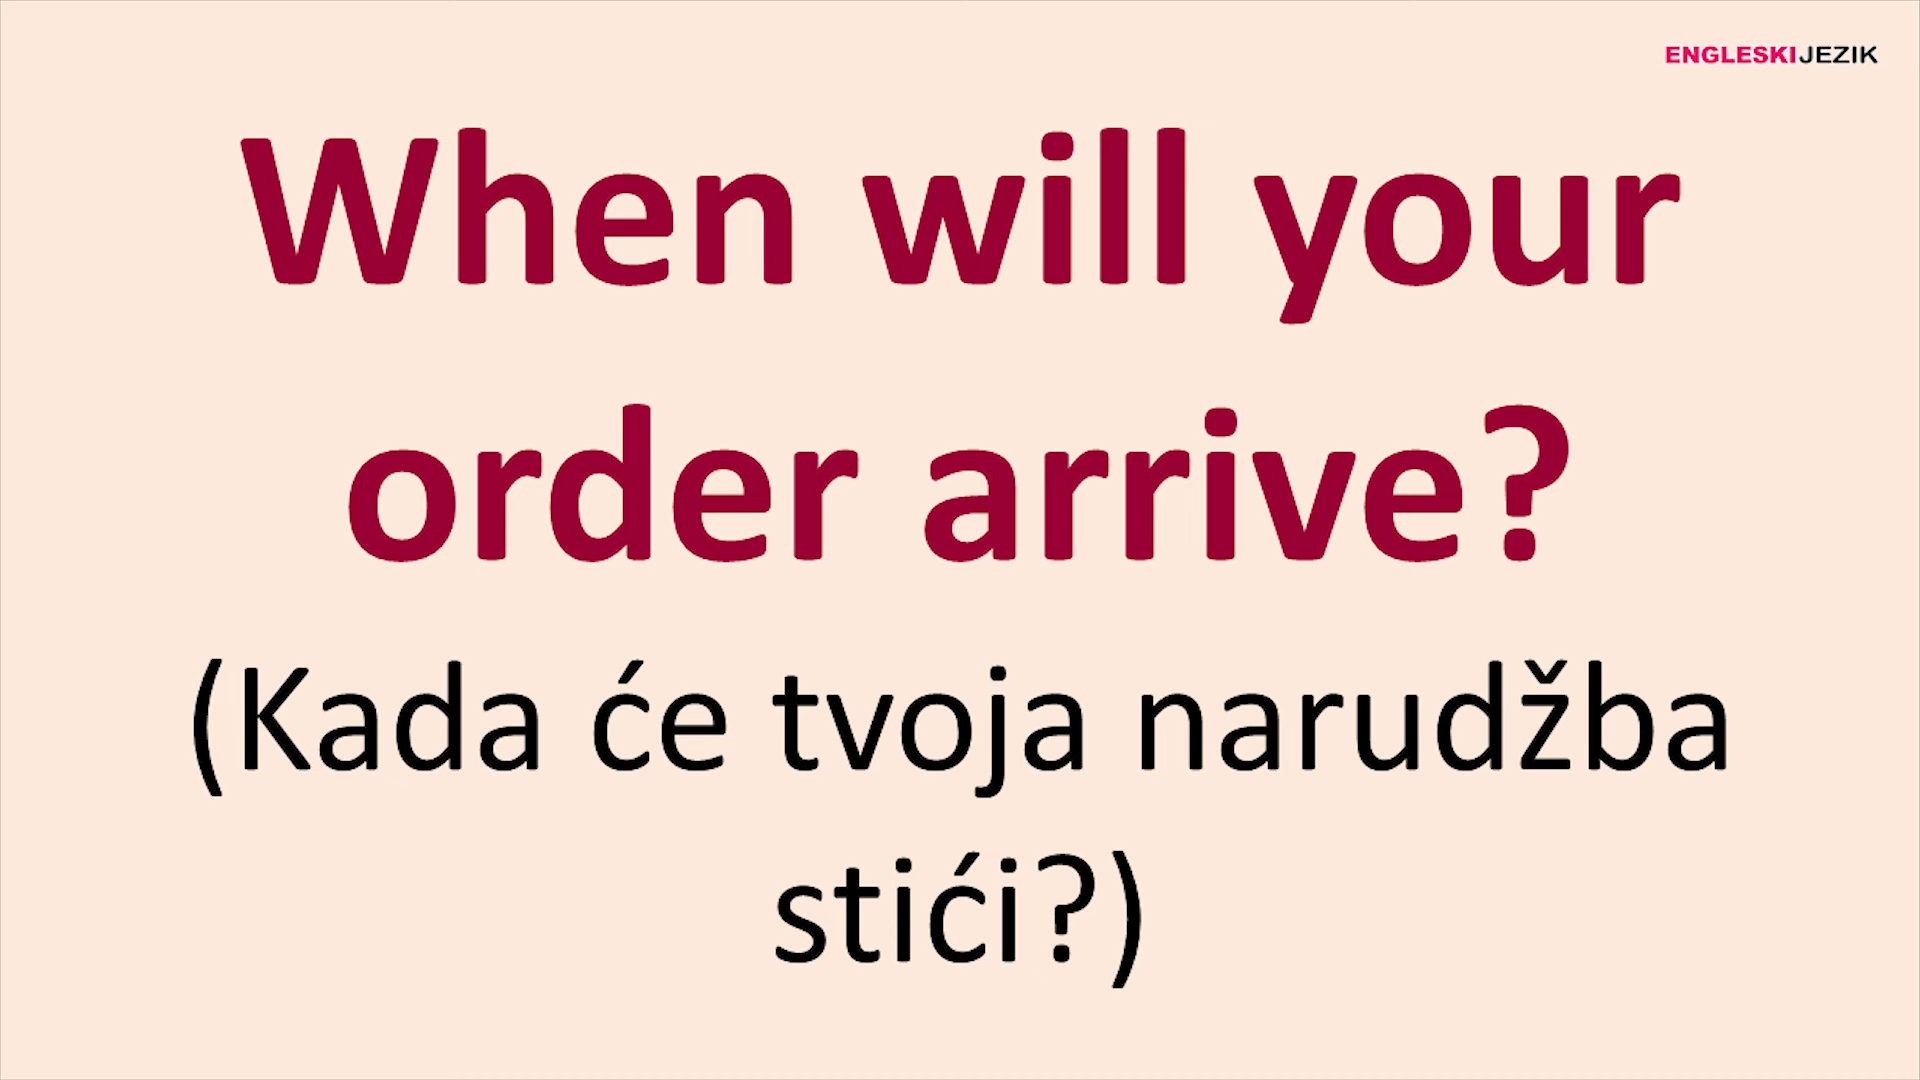 ENGLESKIJEZIK
When will your
order arrive?
(Kada će tvoja narudžba
stići?)